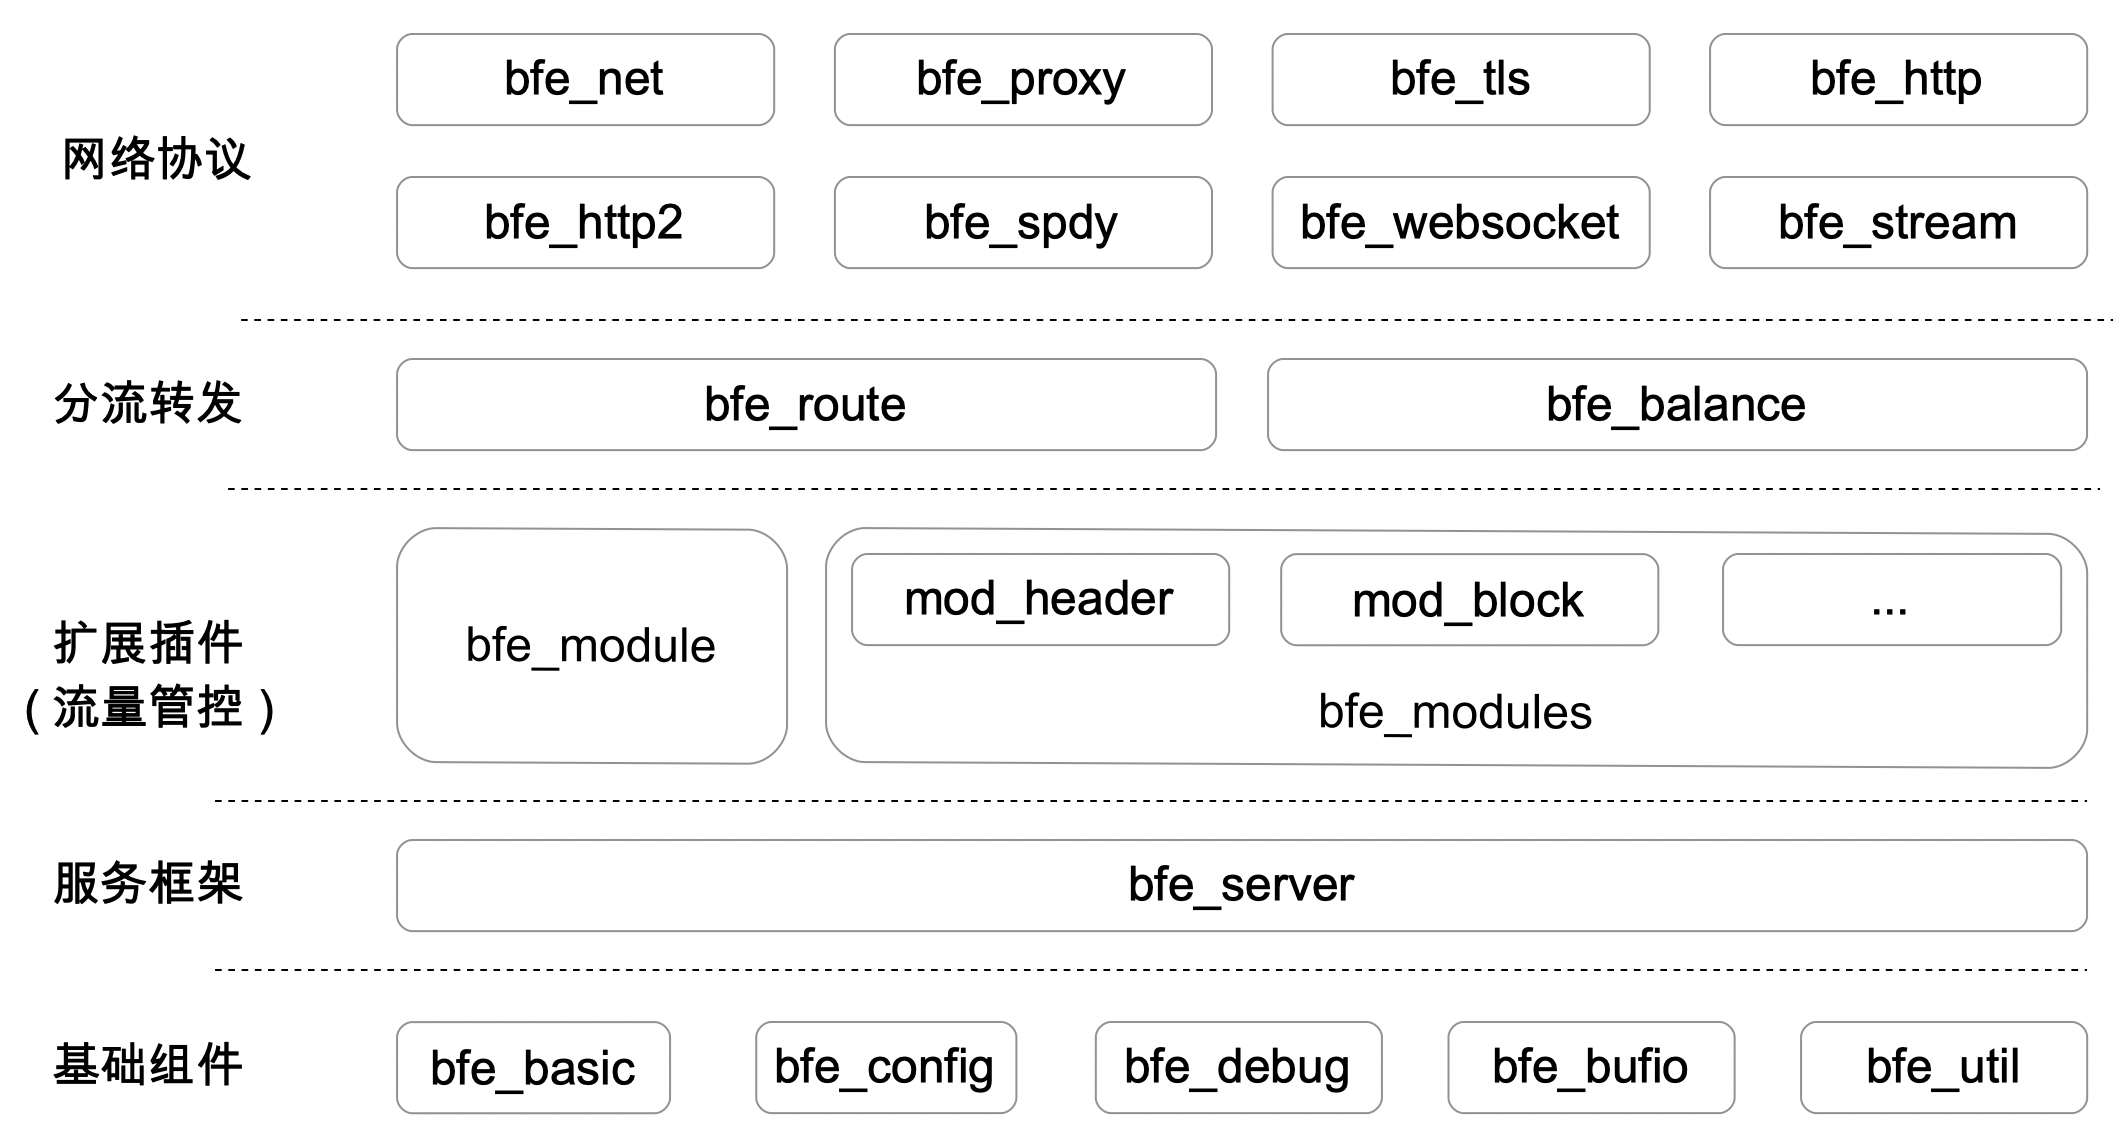 bfe_net bfe_proxy bfe_tls bfe_http
网络协议
bfe_http2 bfe_spdy bfe_websocket bfe_stream
分流转发 bfe_route bfe_balance
mod_header mod_block ...
扩展插件 bfe_module
（流量管控） bfe_modules
服务框架 bfe_server
基础组件 bfe_basic bfe_config bfe_debug bfe_bufio bfe_util